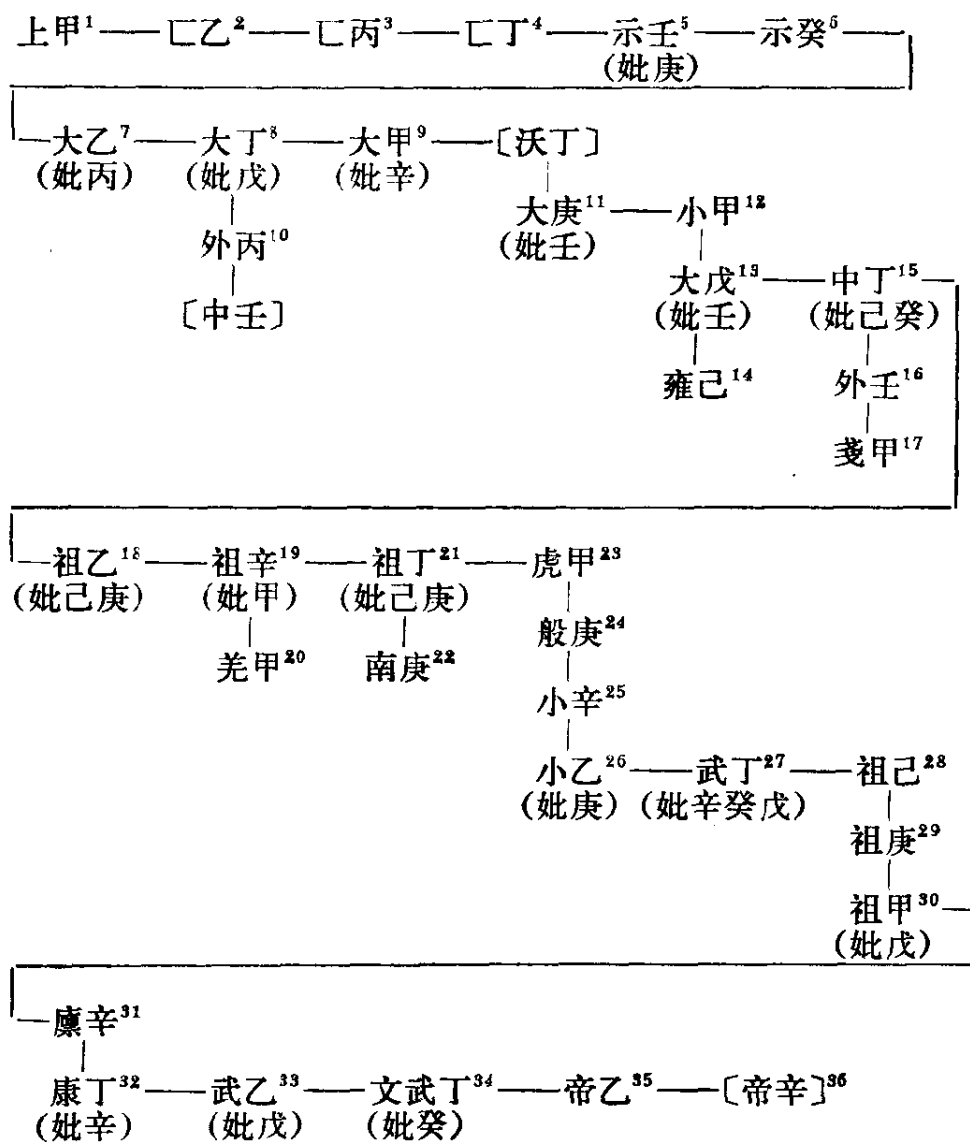 上甲¹——匚乙²——匚丙³——匚丁⁴——示壬⁵——示癸⁶
(妣庚)
大乙⁷——大丁⁸——大甲⁹——〔沃丁〕
(妣丙) (妣戊) (妣辛)
大庚¹¹——小甲¹²
外丙¹⁰ (妣壬)
大戊¹³——中丁¹⁵
〔中壬〕 (妣壬) (妣己癸)
雍己¹⁴ 外壬¹⁶
戔甲¹⁷
祖乙¹⁸——祖辛¹⁹——祖丁²¹——虎甲²³
(妣己庚) (妣甲) (妣己庚)
般庚²⁴
羌甲²⁰ 南庚²²
小辛²⁵
小乙²⁶——武丁²⁷——祖己²⁸
(妣庚) (妣辛癸戊)
祖庚²⁹
祖甲³⁰
(妣戊)
廪辛³¹
康丁³²——武乙³³——文武丁³⁴——帝乙³⁵——〔帝辛〕³⁶
(妣辛) (妣戊) (妣癸)